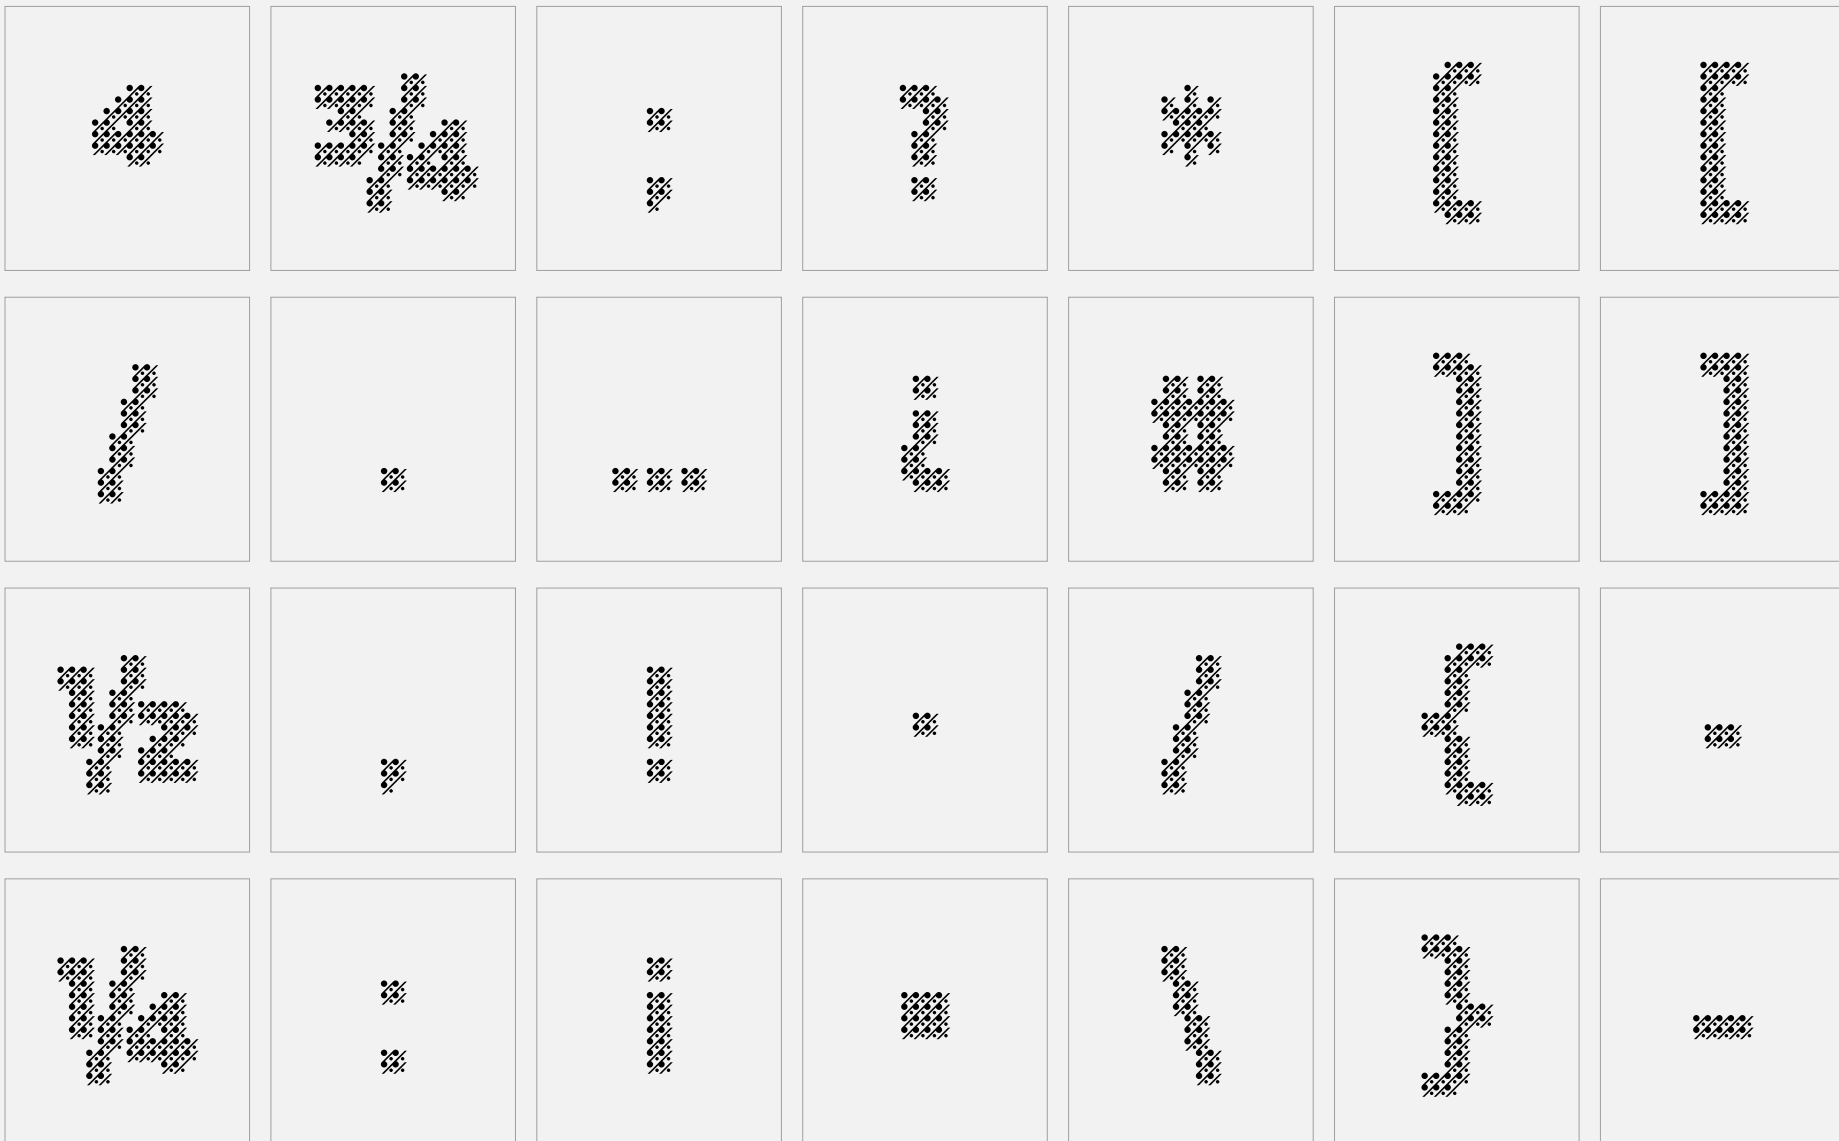 ⁴ ¾ ; ? * ( [
⁄ . … ¿ # ) ]
½ , ! · / { -
¼ : ¡ • \ } –